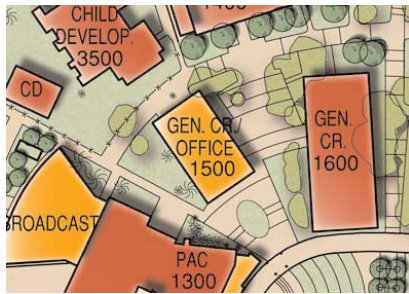 CHILD
DEVELOP.
3500
CD
GEN. CR./
OFFICE
1500
GEN.
CR.
1600
BROADCAST
PAC
1300